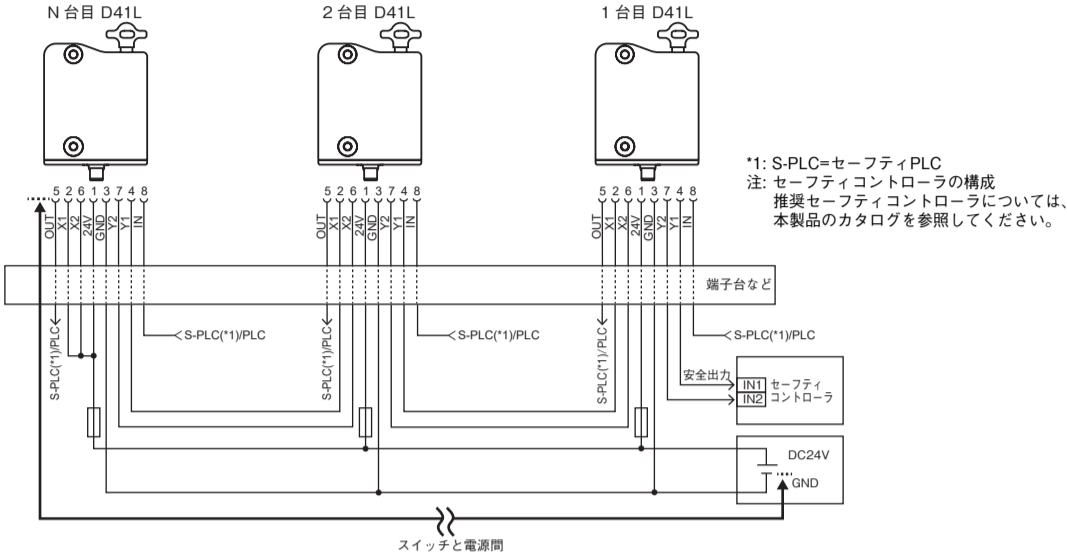 N 台目 D41L
2 台目 D41L
1 台目 D41L
*1: S-PLC=セーフティPLC
注: セーフティコントローラの構成
推奨セーフティコントローラについては、
本製品のカタログを参照してください。
5 2 6 1 3 7 4 8
OUT X1 X2 24V GND Y2 Y1 IN
5 2 6 1 3 7 4 8
OUT X1 X2 24V GND Y2 Y1 IN
5 2 6 1 3 7 4 8
OUT X1 X2 24V GND Y2 Y1 IN
端子台など
S-PLC(*1)/PLC
S-PLC(*1)/PLC
S-PLC(*1)/PLC
S-PLC(*1)/PLC
S-PLC(*1)/PLC
S-PLC(*1)/PLC
安全出力
IN1
IN2
セーフティ
コントローラ
DC24V
GND
スイッチと電源間